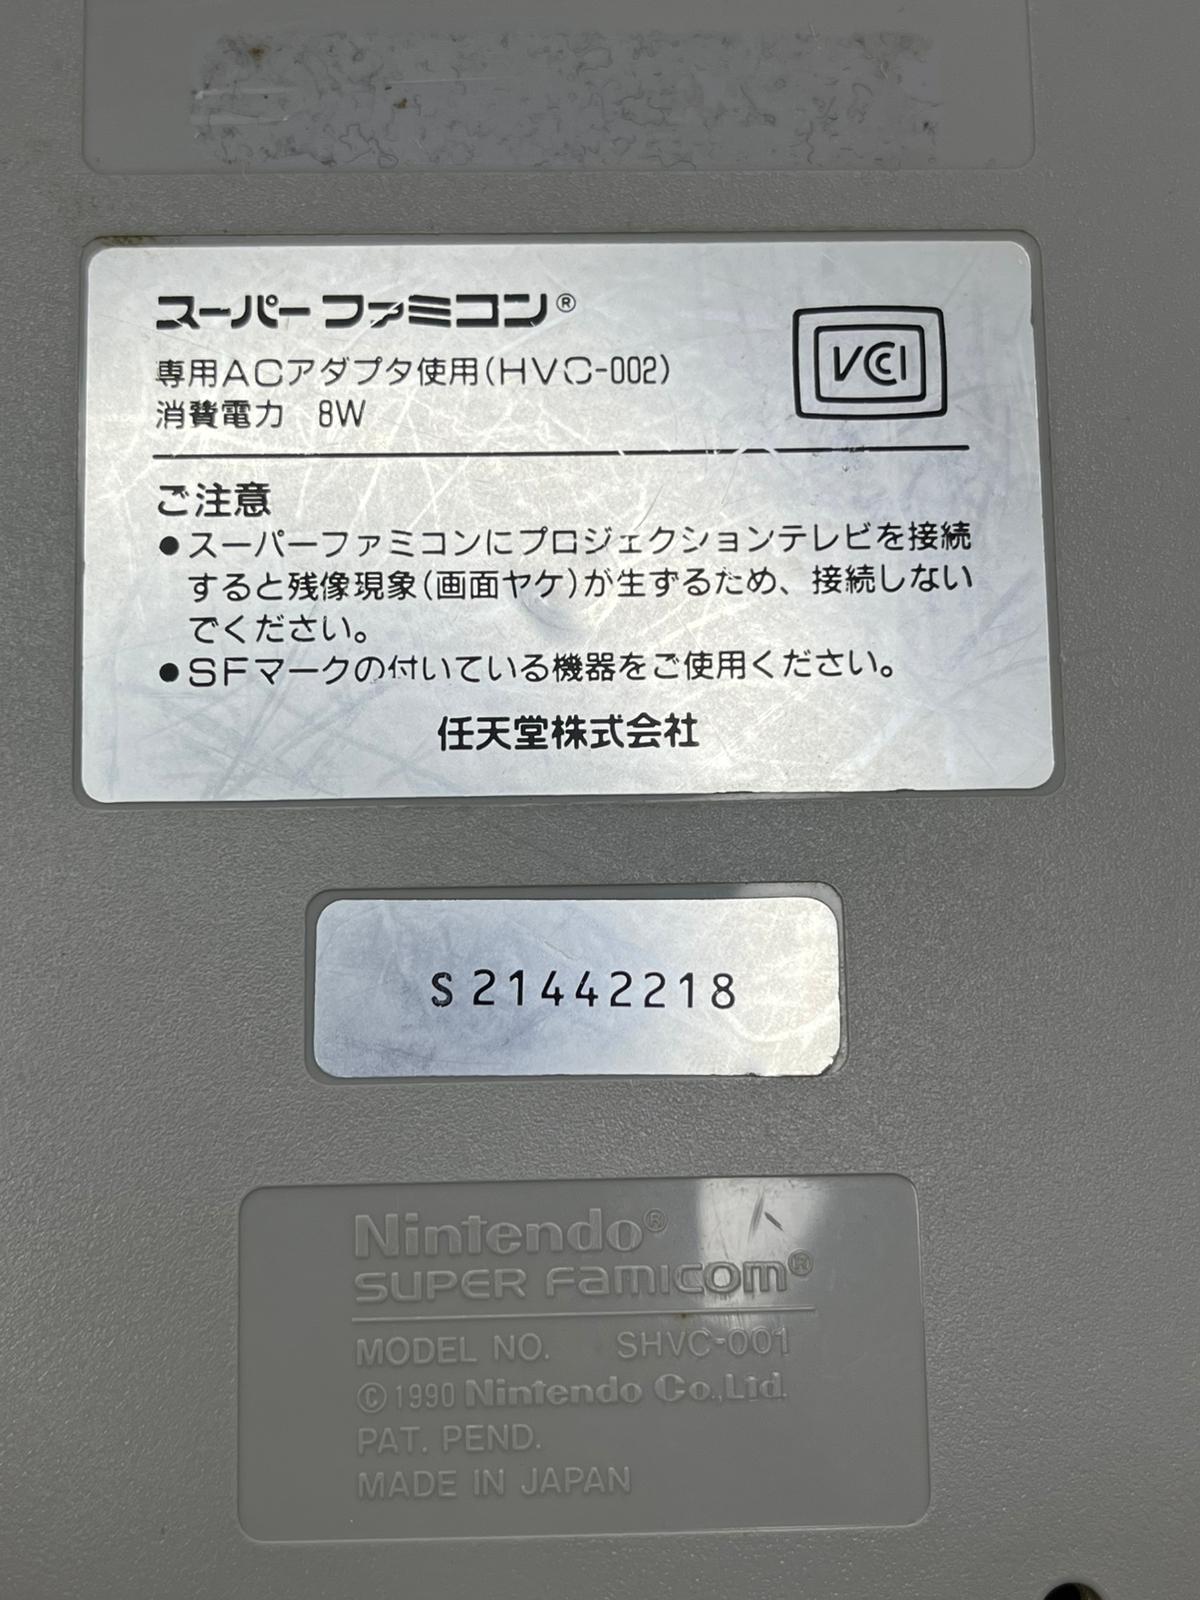 スーパーファミコン®
専用ACアダプタ使用(HVC-002)
消費電力 8W
VCCI
ご注意
●スーパーファミコンにプロジェクションテレビを接続
すると残像現象(画面ヤケ)が生ずるため、接続しない
でください。
●SFマークの付いている機器をご使用ください。
任天堂株式会社
S21442218
Nintendo®
SUPER FAMICOM®
MODEL NO. SHVC-001
©1990 Nintendo Co.,Ltd.
PAT. PEND.
MADE IN JAPAN